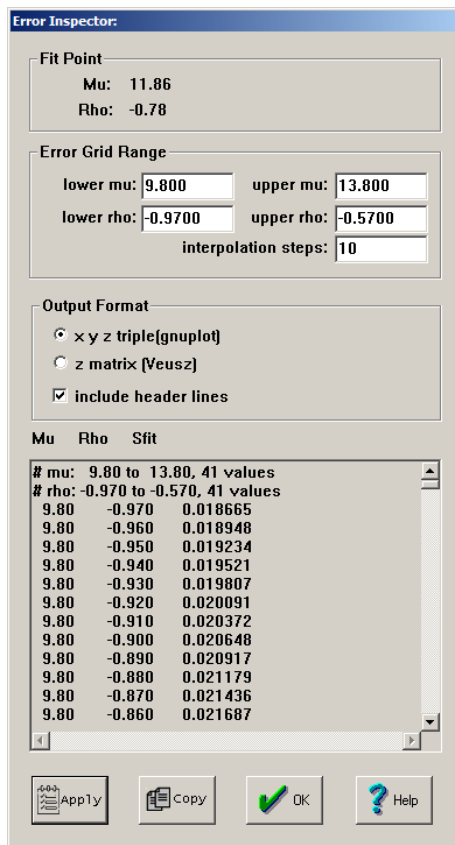 Error Inspector:
Fit Point
Mu: 11.86
Rho: -0.78
Error Grid Range
lower mu: 9.800 upper mu: 13.800
lower rho: -0.9700 upper rho: -0.5700
interpolation steps: 10
Output Format
x y z triple(gnuplot)
z matrix (Veusz)
include header lines
Mu Rho Sfit
# mu: 9.80 to 13.80, 41 values
# rho: -0.970 to -0.570, 41 values
9.80 -0.970 0.018665
9.80 -0.960 0.018948
9.80 -0.950 0.019234
9.80 -0.940 0.019521
9.80 -0.930 0.019807
9.80 -0.920 0.020091
9.80 -0.910 0.020372
9.80 -0.900 0.020648
9.80 -0.890 0.020917
9.80 -0.880 0.021179
9.80 -0.870 0.021436
9.80 -0.860 0.021687
Apply Copy OK Help